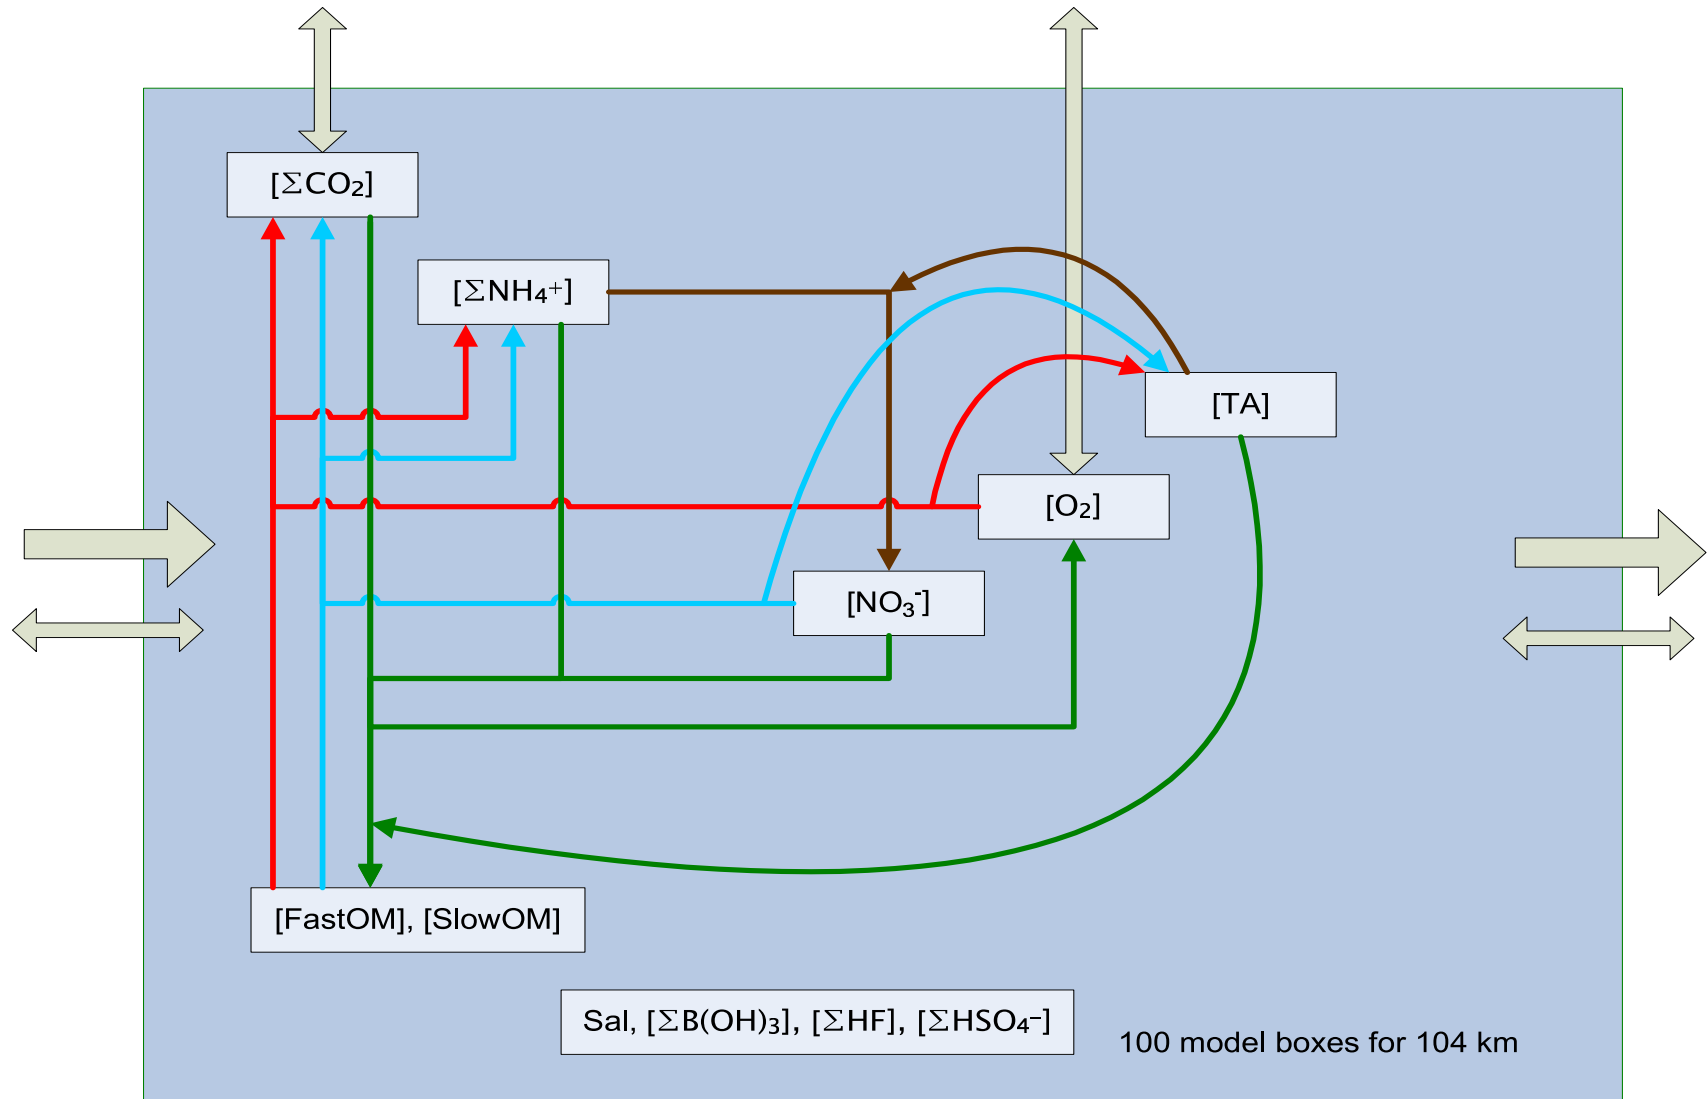 [ΣCO₂]
[ΣNH₄⁺]
[TA]
[O₂]
[NO₃⁻]
[FastOM], [SlowOM]
Sal, [ΣB(OH)₃], [ΣHF], [ΣHSO₄⁻]
100 model boxes for 104 km